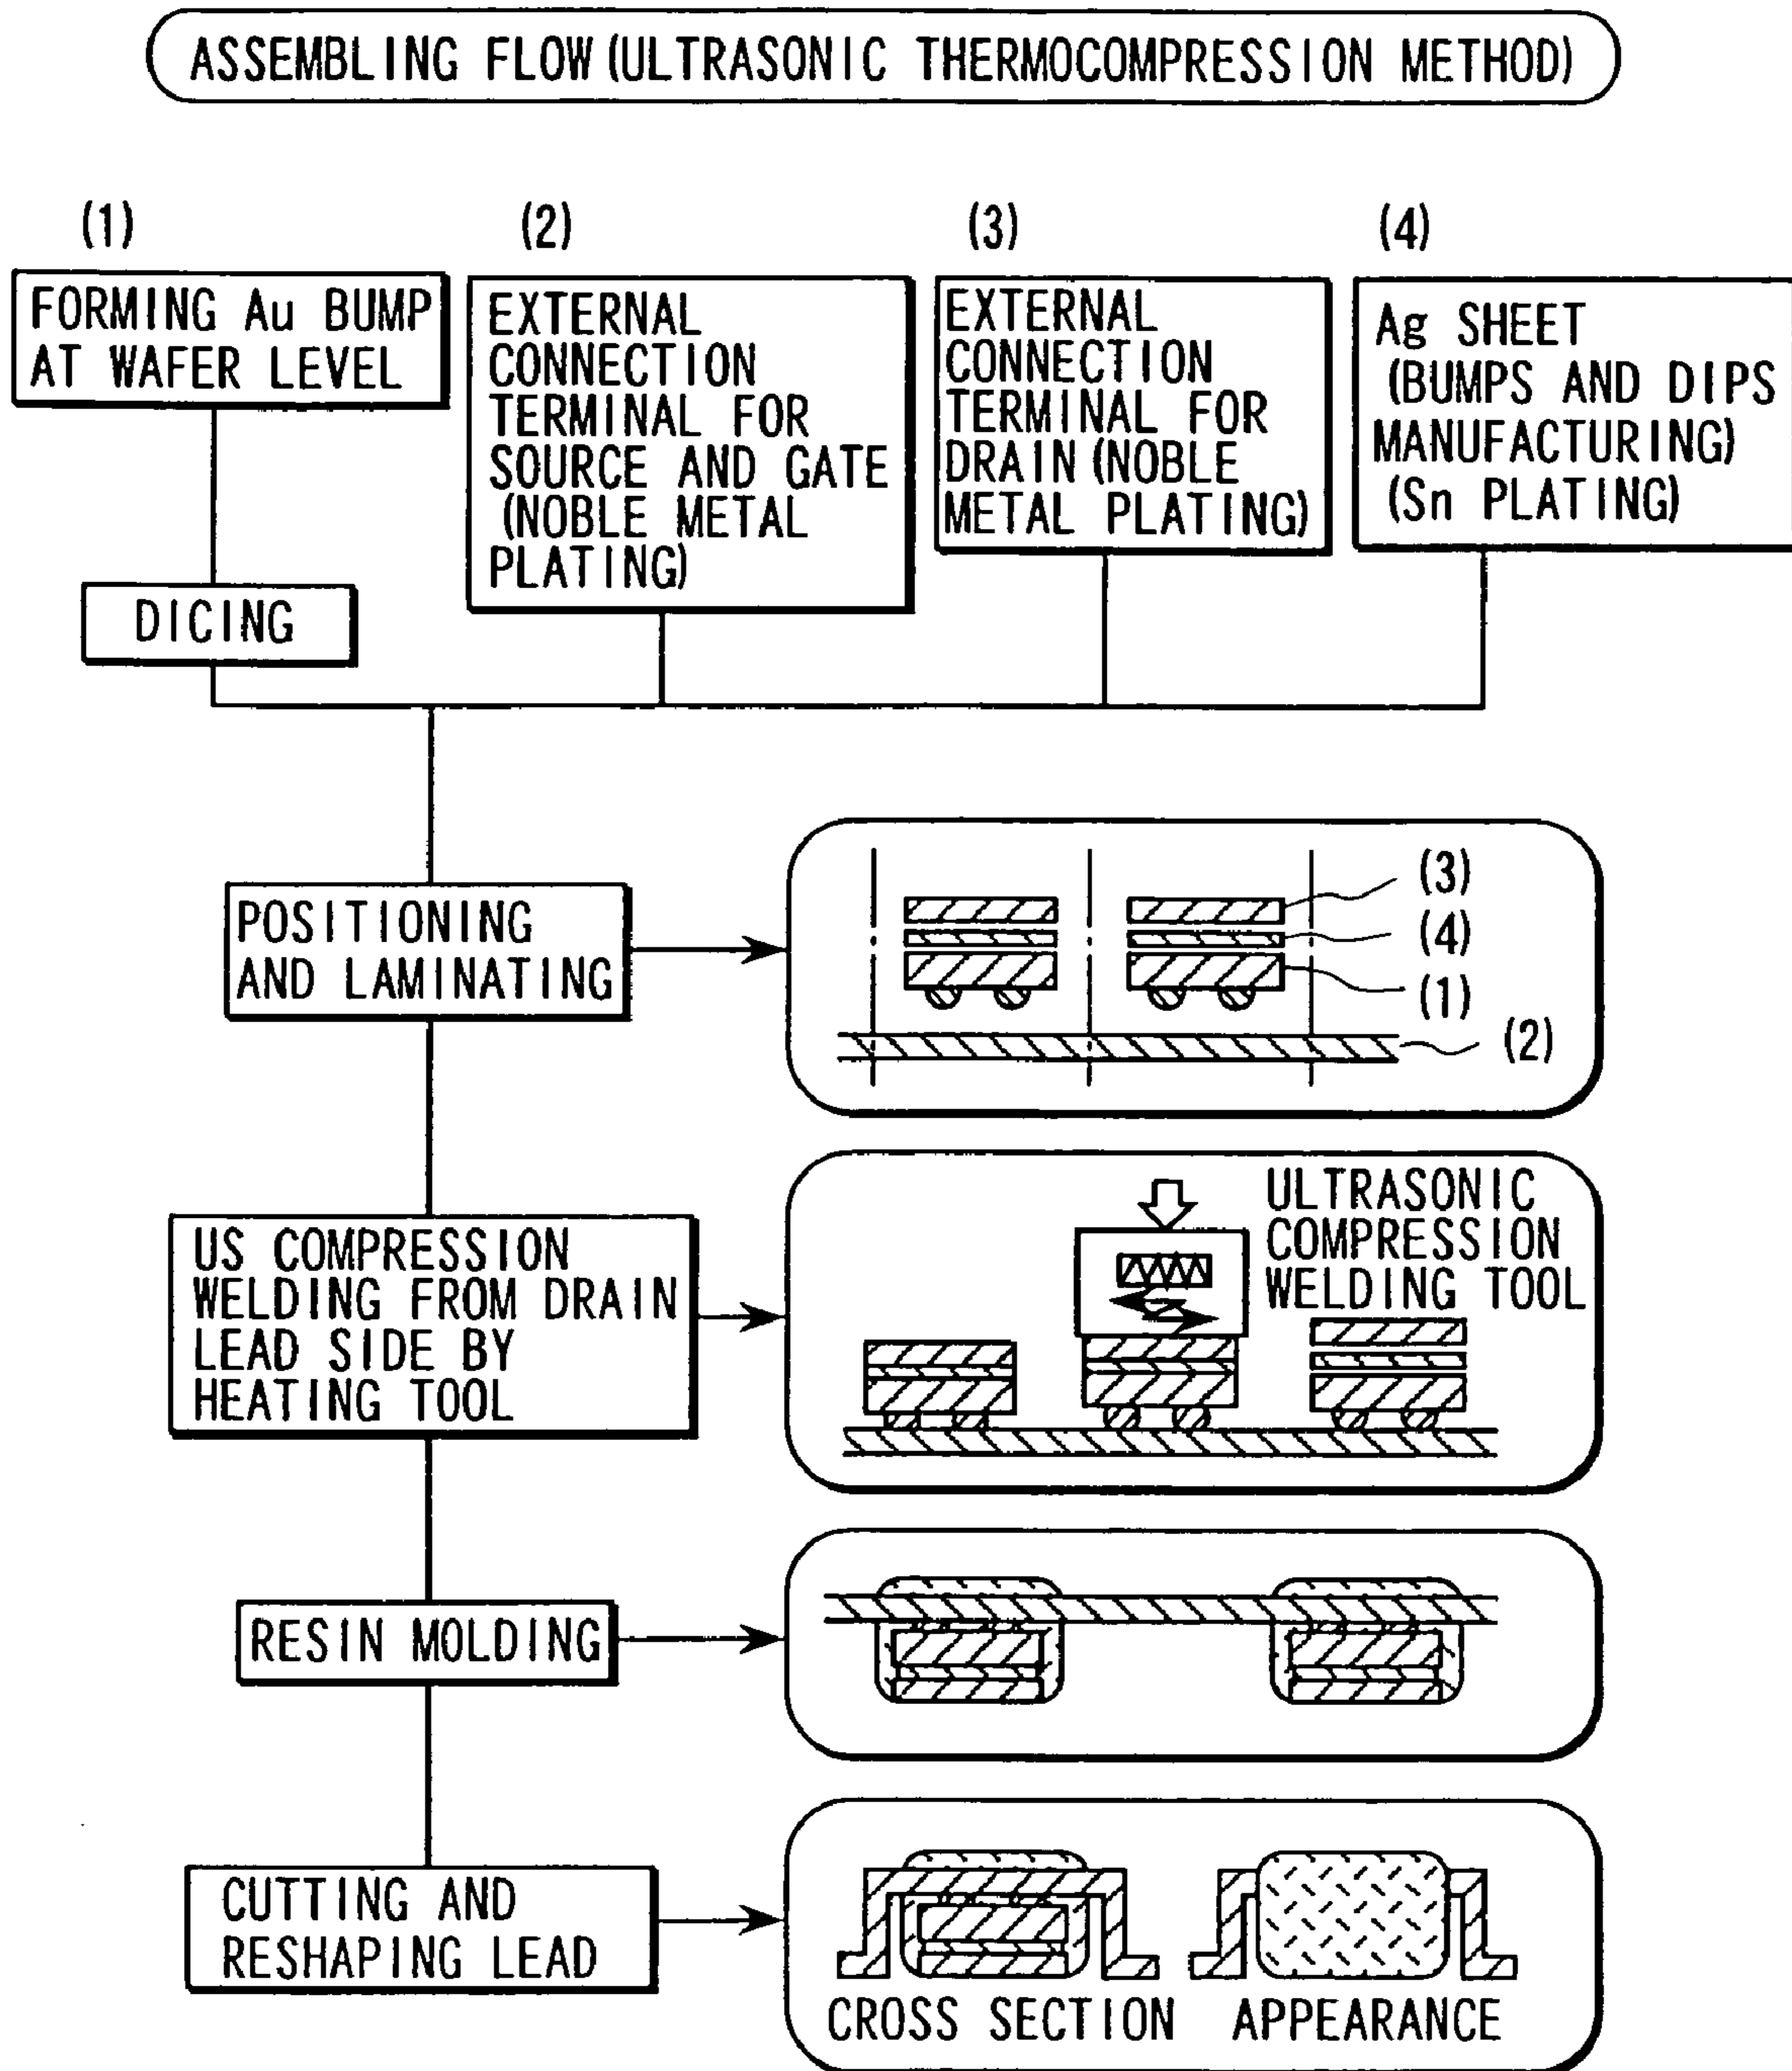 ASSEMBLING FLOW (ULTRASONIC THERMOCOMPRESSION METHOD)
(1)
FORMING Au BUMP
AT WAFER LEVEL
DICING
(2)
EXTERNAL
CONNECTION
TERMINAL FOR
SOURCE AND GATE
(NOBLE METAL
PLATING)
(3)
EXTERNAL
CONNECTION
TERMINAL FOR
DRAIN (NOBLE
METAL PLATING)
(4)
Ag SHEET
(BUMPS AND DIPS
MANUFACTURING)
(Sn PLATING)
POSITIONING
AND LAMINATING
(3)
(4)
(1)
(2)
US COMPRESSION
WELDING FROM DRAIN
LEAD SIDE BY
HEATING TOOL
ULTRASONIC
COMPRESSION
WELDING TOOL
RESIN MOLDING
CUTTING AND
RESHAPING LEAD
CROSS SECTION
APPEARANCE